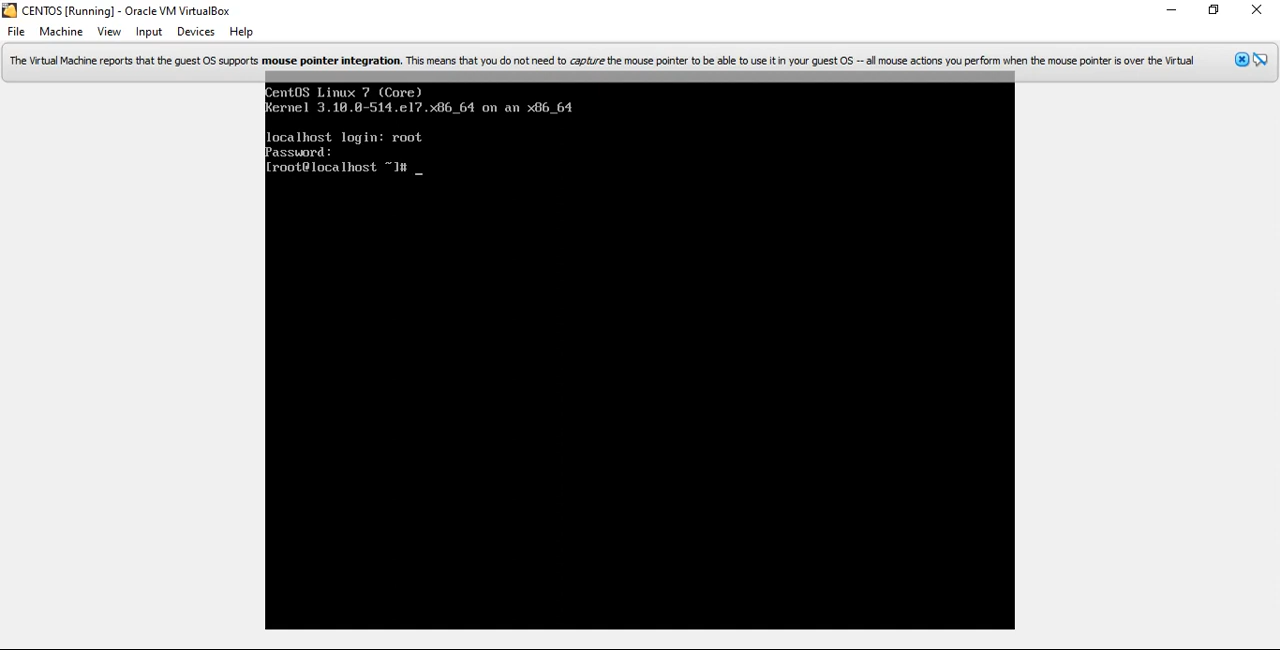 CENTOS [Running] - Oracle VM VirtualBox
File Machine View Input Devices Help
The Virtual Machine reports that the guest OS supports mouse pointer integration. This means that you do not need to capture the mouse pointer to be able to use it in your guest OS -- all mouse actions you perform when the mouse pointer is over the Virtual
CentOS Linux 7 (Core)
Kernel 3.10.0-514.el7.x86_64 on an x86_64
localhost login: root
Password:
[root@localhost ~]# _